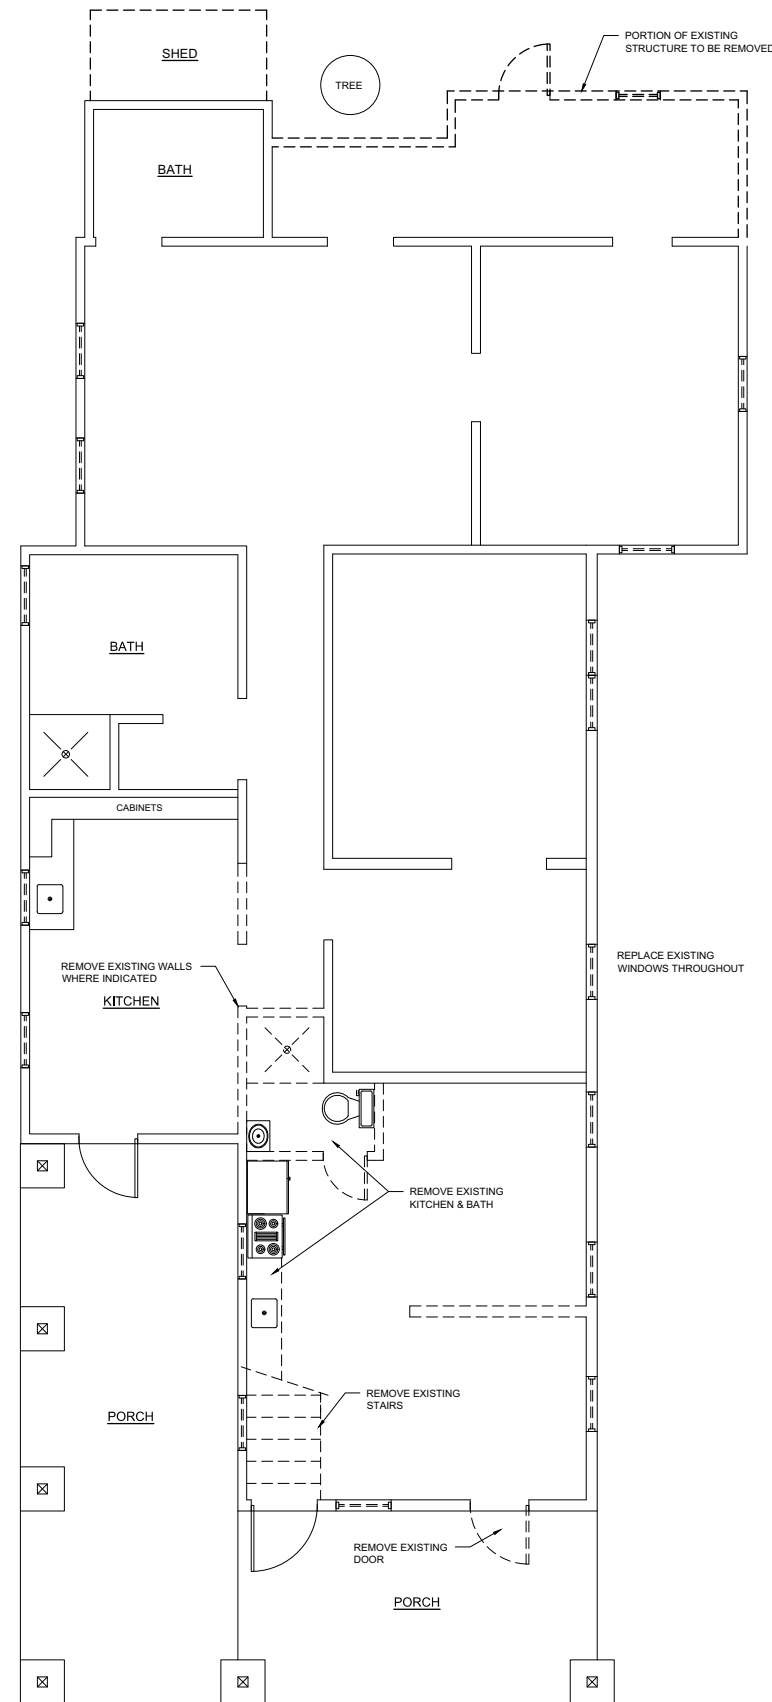 PORTION OF EXISTING
STRUCTURE TO BE REMOVED
SHED
TREE
BATH
BATH
CABINETS
REMOVE EXISTING WALLS
WHERE INDICATED
KITCHEN
REPLACE EXISTING
WINDOWS THROUGHOUT
REMOVE EXISTING
KITCHEN & BATH
REMOVE EXISTING
STAIRS
PORCH
REMOVE EXISTING
DOOR
PORCH